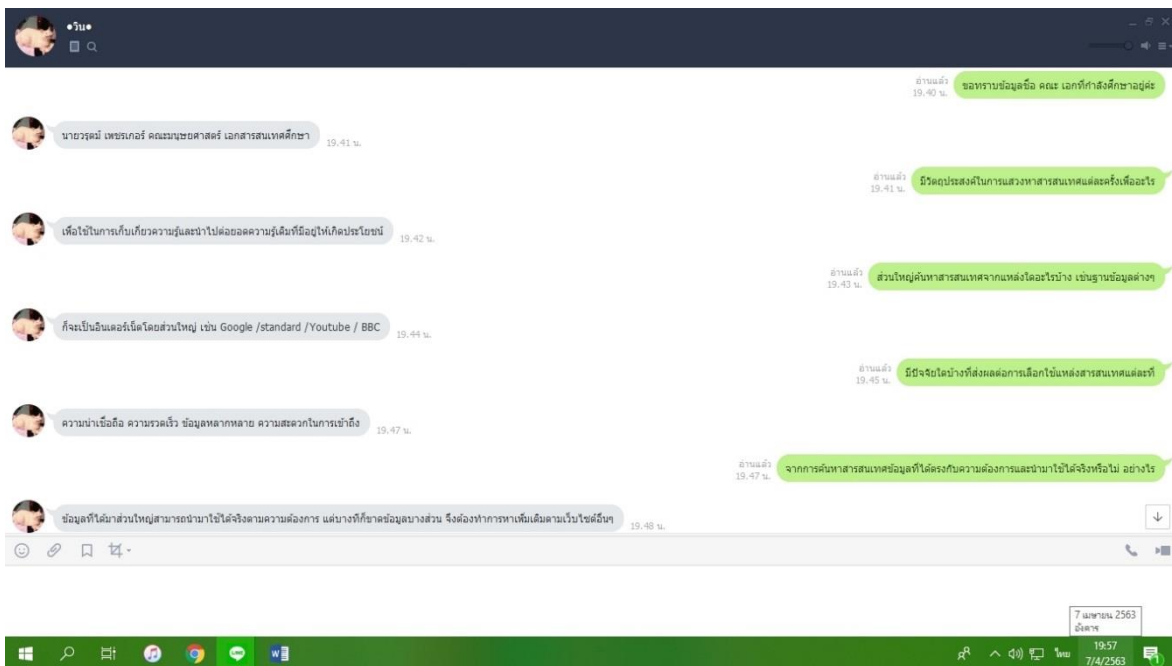 ●วิน●
อ่านแล้ว
19.40 น.
ขอทราบข้อมูลชื่อ คณะ เอกที่กำลังศึกษาอยู่ค่ะ
นายวรุตม์ เพชรเกอร์ คณะมนุษยศาสตร์ เอกสารสนเทศศึกษา
19.41 น.
อ่านแล้ว
19.41 น.
มีวัตถุประสงค์ในการแสวงหาสารสนเทศแต่ละครั้งเพื่ออะไร
เพื่อใช้ในการเก็บเกี่ยวความรู้และนำไปต่อยอดความรู้เดิมที่มีอยู่ให้เกิดประโยชน์
19.42 น.
อ่านแล้ว
19.43 น.
ส่วนใหญ่ค้นหาสารสนเทศจากแหล่งใดอะไรบ้าง เช่นฐานข้อมูลต่างๆ
ก็จะเป็นอินเตอร์เน็ตโดยส่วนใหญ่ เช่น Google /standard /Youtube / BBC
19.44 น.
อ่านแล้ว
19.45 น.
มีปัจจัยใดบ้างที่ส่งผลต่อการเลือกใช้แหล่งสารสนเทศแต่ละที่
ความน่าเชื่อถือ ความรวดเร็ว ข้อมูลหลากหลาย ความสะดวกในการเข้าถึง
19.47 น.
อ่านแล้ว
19.47 น.
จากการค้นหาสารสนเทศข้อมูลที่ได้ตรงกับความต้องการและนำมาใช้ได้จริงหรือไม่ อย่างไร
ข้อมูลที่ได้มาส่วนใหญ่สามารถนำมาใช้ได้จริงตามความต้องการ แต่บางทีก็ขาดข้อมูลบางส่วน จึงต้องทำการหาเพิ่มเติมตามเว็บไซต์อื่นๆ
19.48 น.
7 เมษายน 2563
อังคาร
LINE
ไทย
19:57
7/4/2563